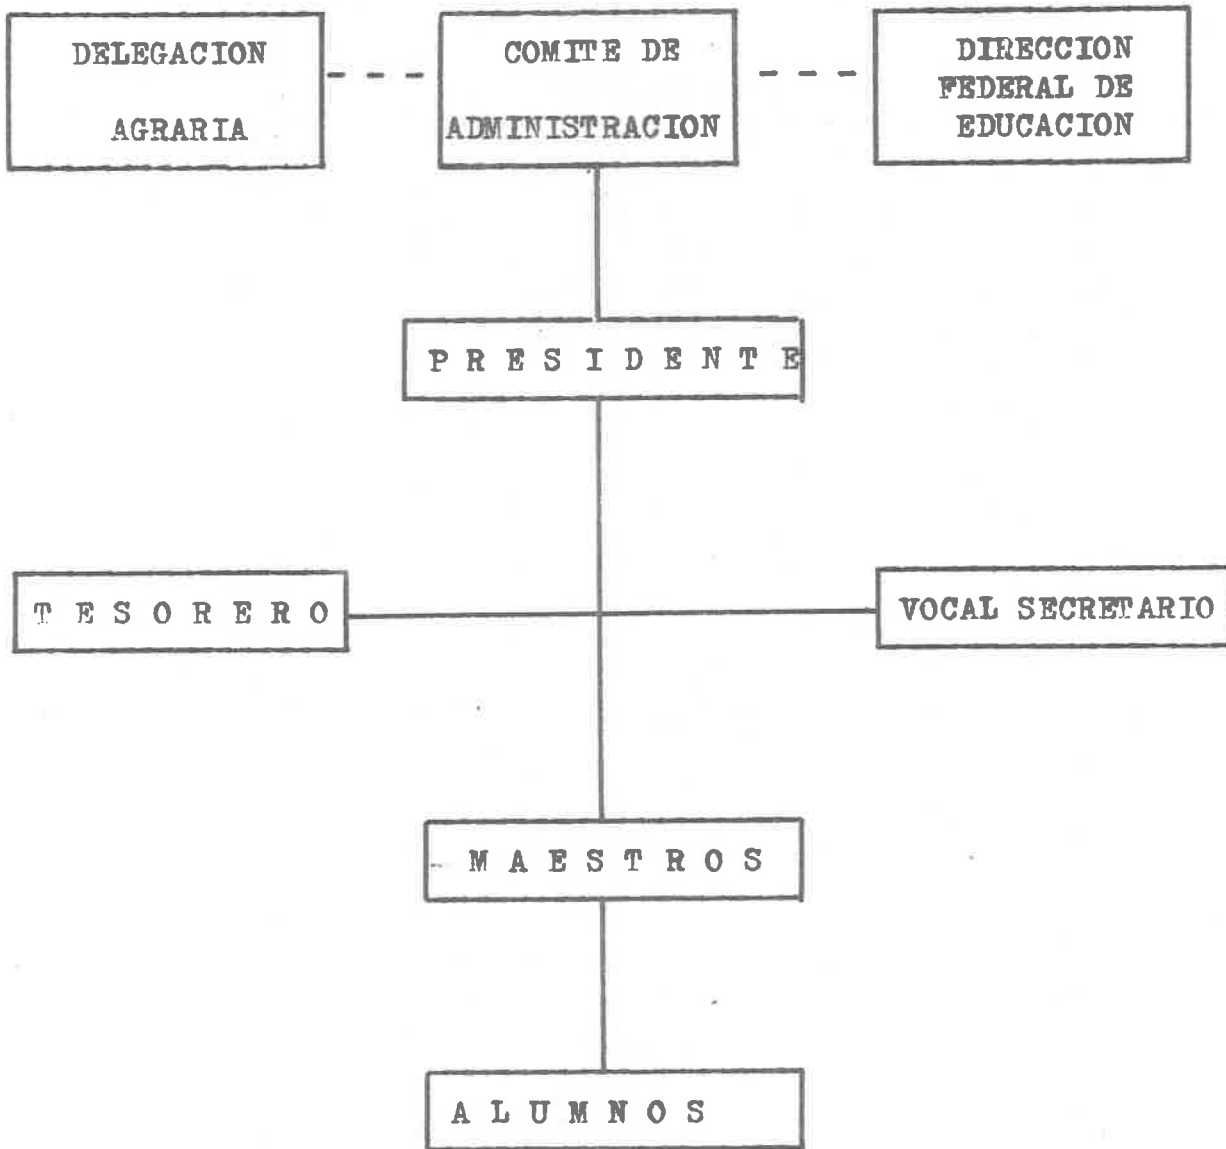 DELEGACION
AGRARIA
COMITE DE
ADMINISTRACION
DIRECCION
FEDERAL DE
EDUCACION
P R E S I D E N T E
T E S O R E R O
VOCAL SECRETARIO
M A E S T R O S
A L U M N O S